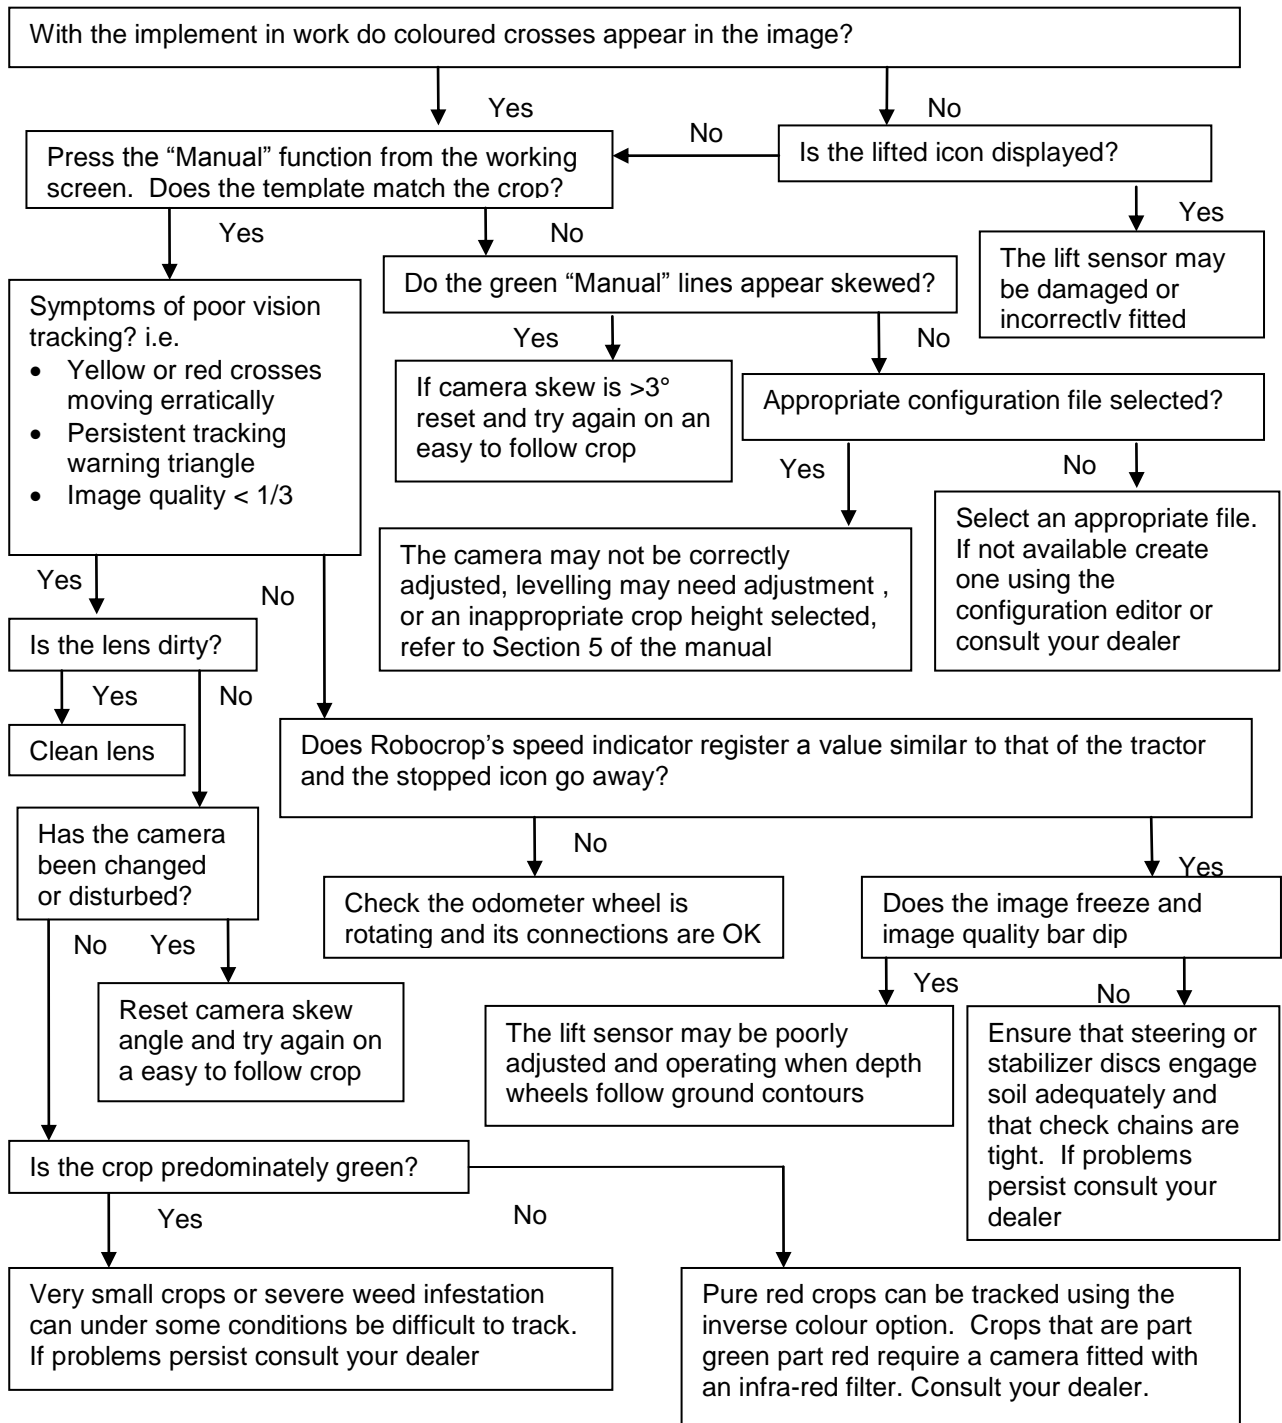 With the implement in work do coloured crosses appear in the image?
Yes
No
No
Press the “Manual” function from the working
screen.  Does the template match the crop?
Is the lifted icon displayed?
Yes
No
Yes
Do the green “Manual” lines appear skewed?
The lift sensor may
be damaged or
incorrectly fitted
Symptoms of poor vision
tracking? i.e.
• Yellow or red crosses
moving erratically
• Persistent tracking
warning triangle
• Image quality < 1/3
Yes
No
If camera skew is >3°
reset and try again on an
easy to follow crop
Appropriate configuration file selected?
Yes
No
The camera may not be correctly
adjusted, levelling may need adjustment ,
or an inappropriate crop height selected,
refer to Section 5 of the manual
Select an appropriate file.
If not available create
one using the
configuration editor or
consult your dealer
Yes
No
Is the lens dirty?
Yes
No
Clean lens
Does Robocrop’s speed indicator register a value similar to that of the tractor
and the stopped icon go away?
Has the camera
been changed
or disturbed?
No
Yes
Check the odometer wheel is
rotating and its connections are OK
Does the image freeze and
image quality bar dip
No
Yes
Yes
No
Reset camera skew
angle and try again on
a easy to follow crop
The lift sensor may be poorly
adjusted and operating when depth
wheels follow ground contours
Ensure that steering or
stabilizer discs engage
soil adequately and
that check chains are
tight.  If problems
persist consult your
dealer
Is the crop predominately green?
Yes
No
Very small crops or severe weed infestation
can under some conditions be difficult to track.
If problems persist consult your dealer
Pure red crops can be tracked using the
inverse colour option.  Crops that are part
green part red require a camera fitted with
an infra-red filter. Consult your dealer.